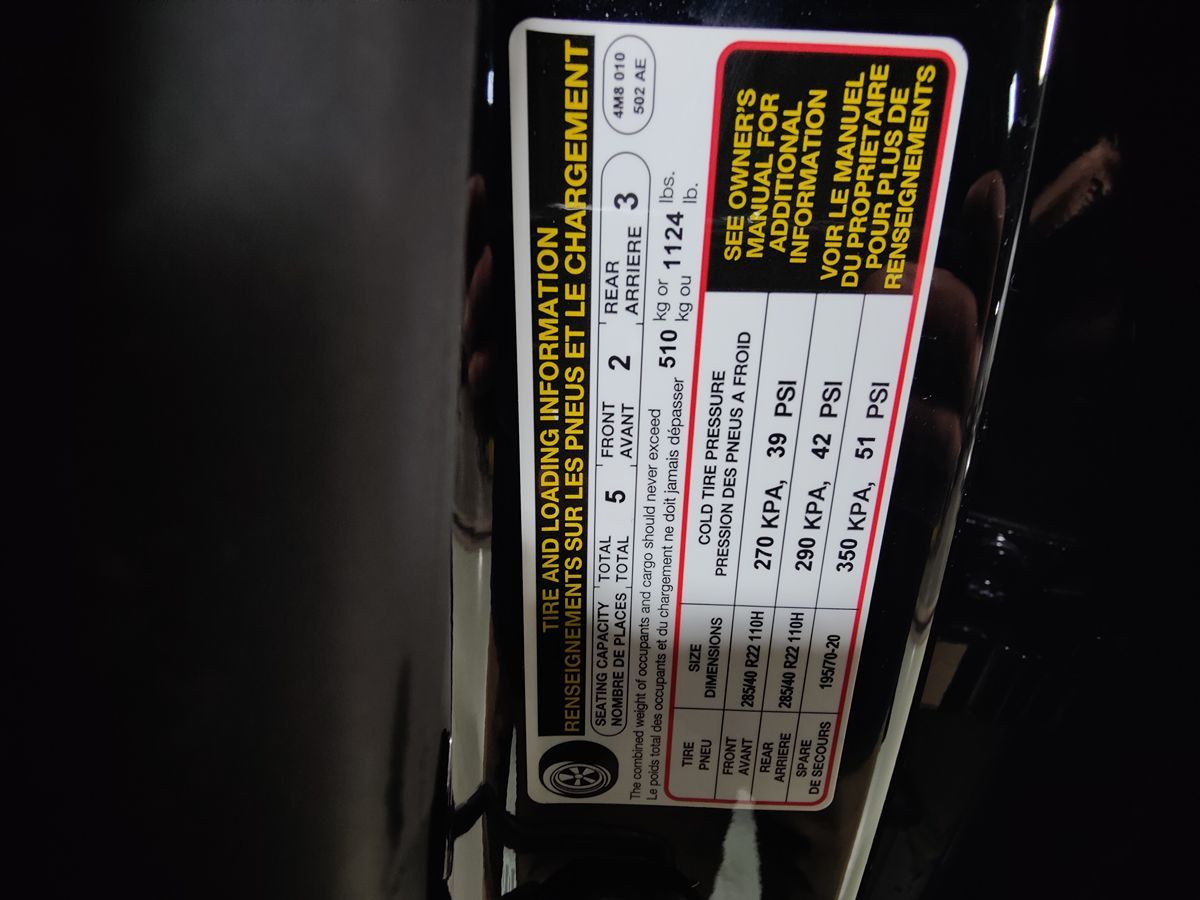 TIRE AND LOADING INFORMATION
RENSEIGNEMENTS SUR LES PNEUS ET LE CHARGEMENT
SEATING CAPACITY TOTAL 5 FRONT 2 REAR 3
NOMBRE DE PLACES TOTAL AVANT ARRIERE
4M8 010
502 AE
The combined weight of occupants and cargo should never exceed 510 kg or 1124 lbs.
Le poids total des occupants et du chargement ne doit jamais dépasser kg ou lb.
TIRE SIZE COLD TIRE PRESSURE
PNEU DIMENSIONS PRESSION DES PNEUS A FROID
FRONT 285/40 R22 110H 270 KPA, 39 PSI
AVANT
REAR 285/40 R22 110H 290 KPA, 42 PSI
ARRIERE
SPARE 195/70-20 350 KPA, 51 PSI
DE SECOURS
SEE OWNER'S
MANUAL FOR
ADDITIONAL
INFORMATION
VOIR LE MANUEL
DU PROPRIETAIRE
POUR PLUS DE
RENSEIGNEMENTS